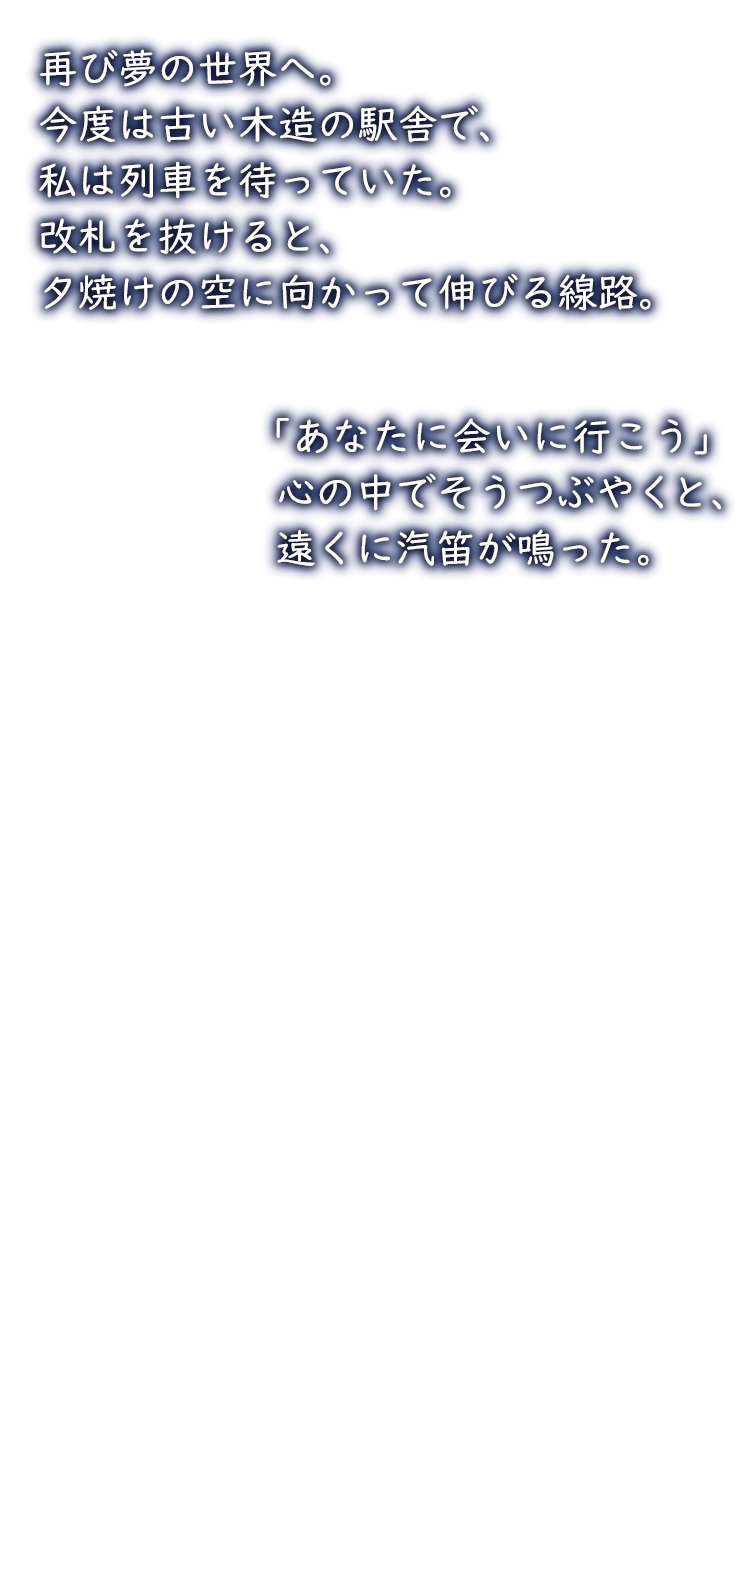 再び夢の世界へ。
今度は古い木造の駅舎で、
私は列車を待っていた。
改札を抜けると、
夕焼けの空に向かって伸びる線路。
「あなたに会いに行こう」
心の中でそうつぶやくと、
遠くに汽笛が鳴った。